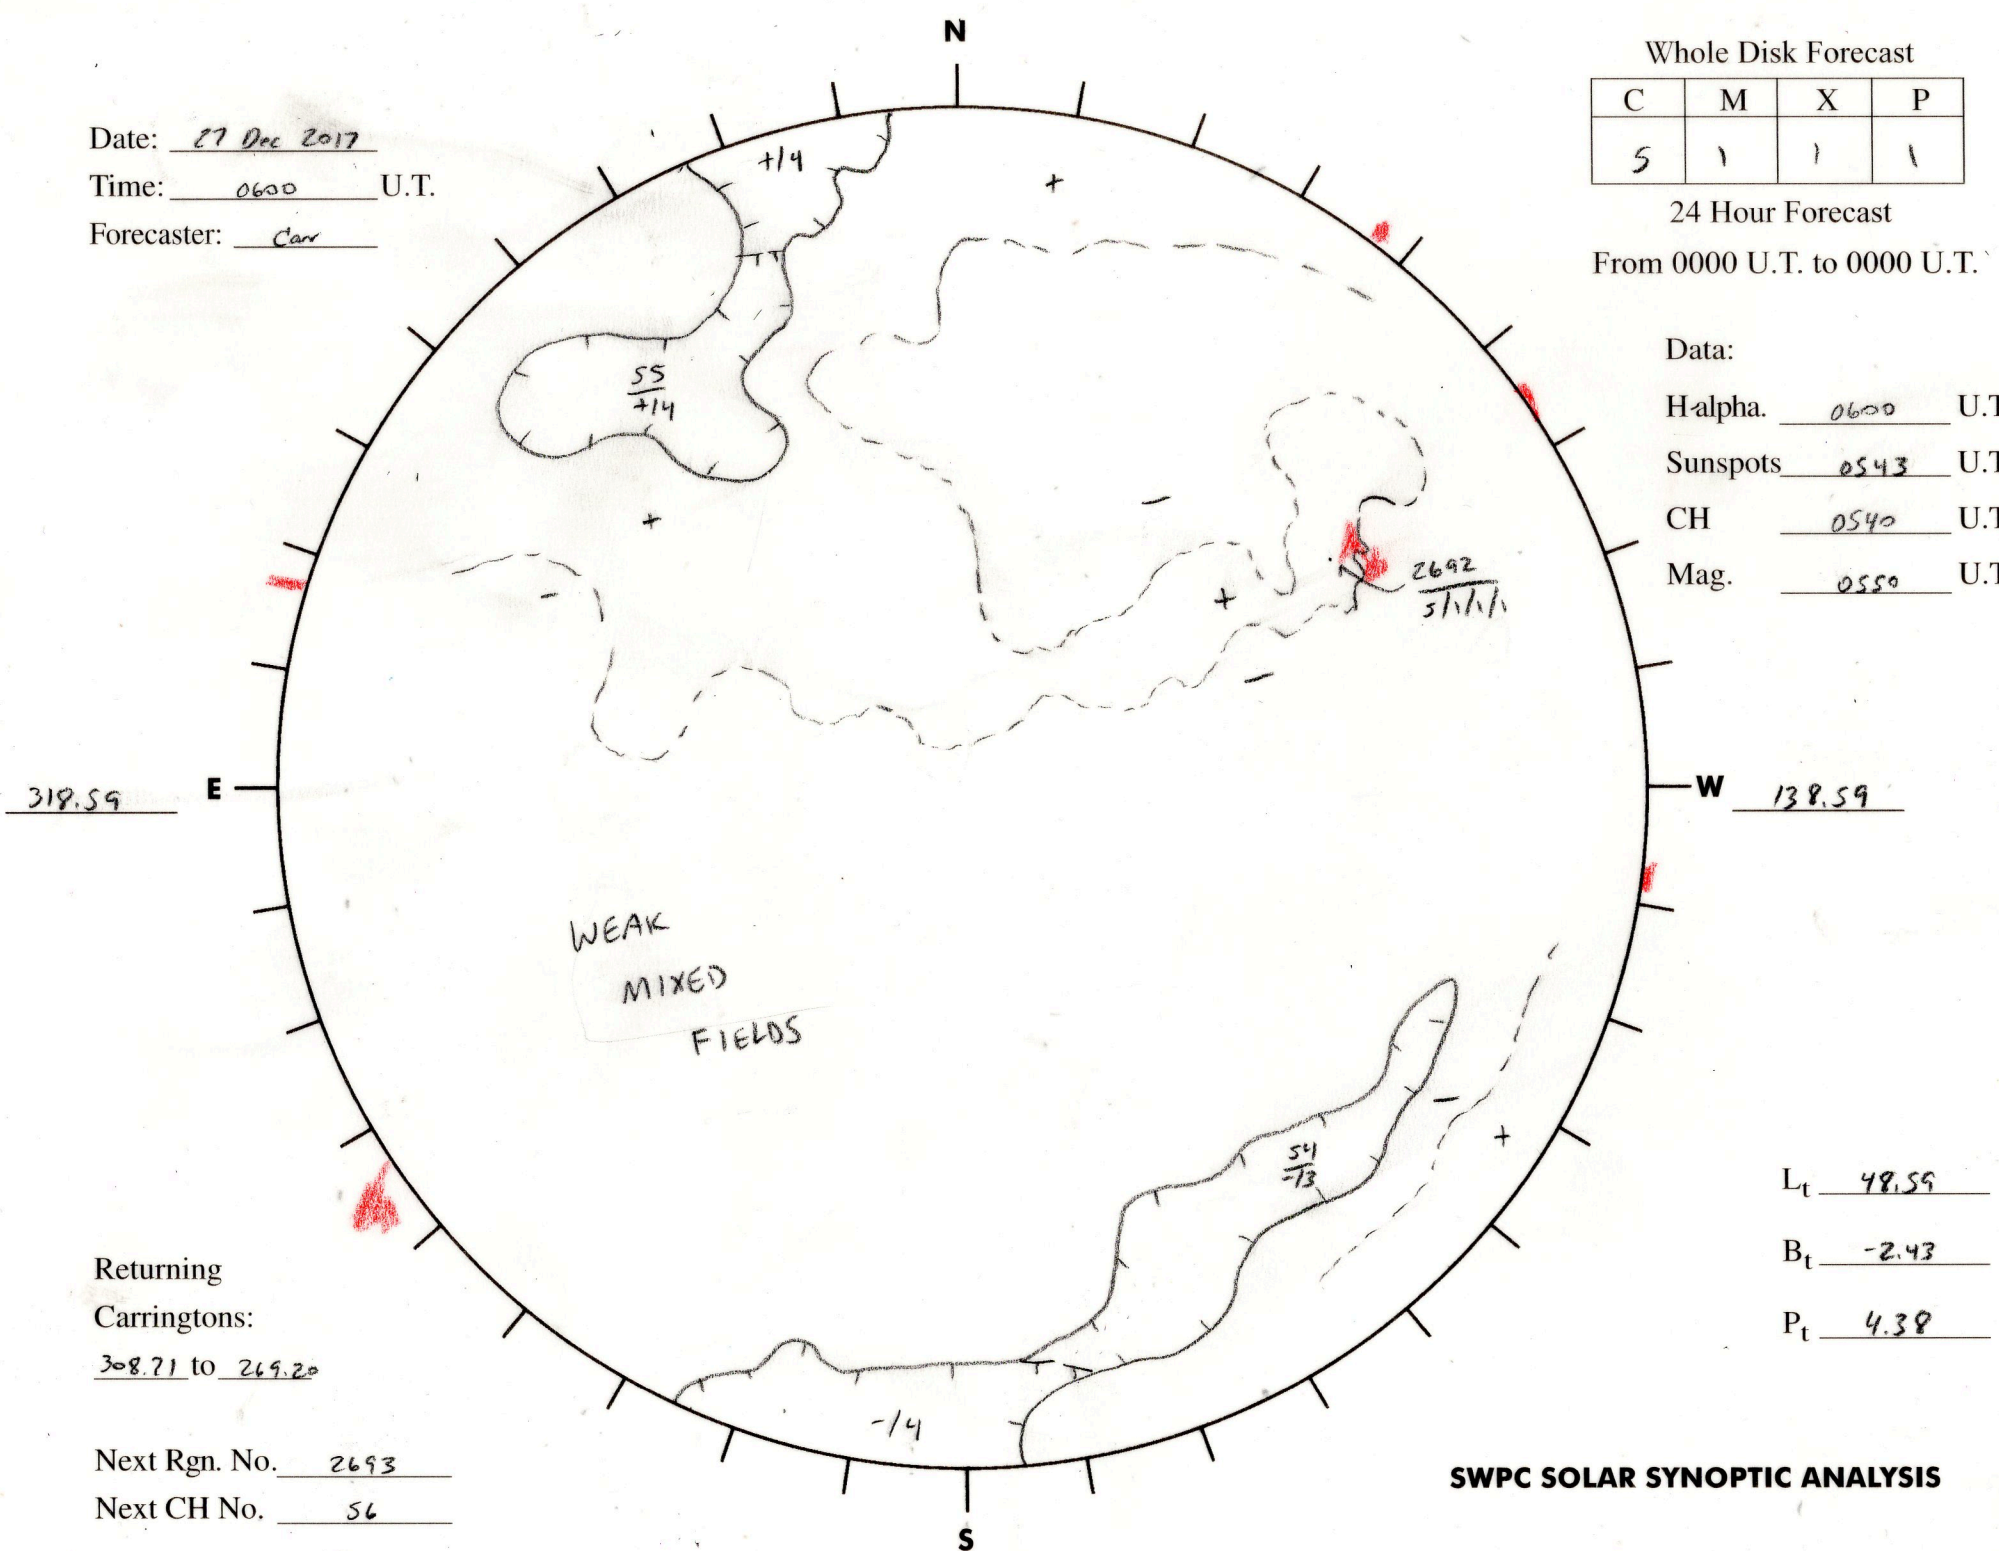 N
Whole Disk Forecast
C M X P
5 1 1 1
24 Hour Forecast
From 0000 U.T. to 0000 U.T.
Date: 27 Dec 2017
Time: 0600 U.T.
Forecaster: Carr
+/4
+
55
+/4
+
-
-
+
-
2692
5/1/1/1
Data:
H-alpha. 0600 U.T
Sunspots 0543 U.T
CH 0540 U.T
Mag. 0550 U.T
318.59 E
W 138.59
WEAK
MIXED
FIELDS
-
+
54
-/3
-/4
Lt 48.59
Bt -2.43
Pt 4.38
Returning
Carringtons:
308.71 to 269.20
Next Rgn. No. 2693
Next CH No. 56
S
SWPC SOLAR SYNOPTIC ANALYSIS